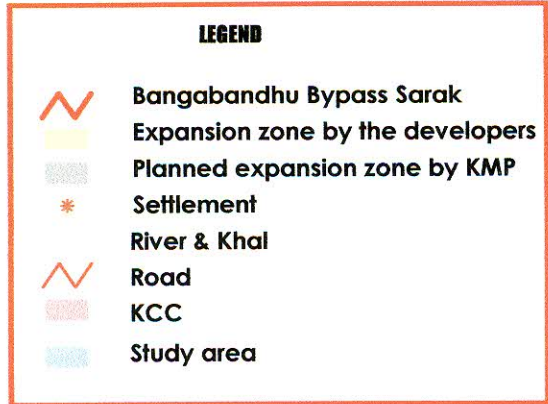 LEGEND
Bangabandhu Bypass Sarak
Expansion zone by the developers
Planned expansion zone by KMP
Settlement
River & Khal
Road
KCC
Study area